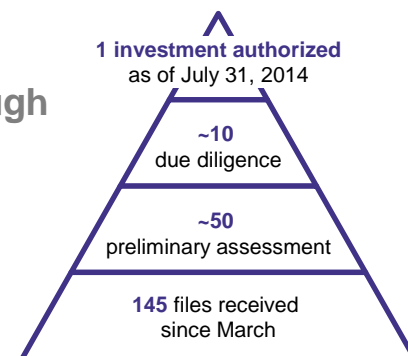 1 investment authorized
as of July 31, 2014
~10
due diligence
~50
preliminary assessment
145 files received
since March